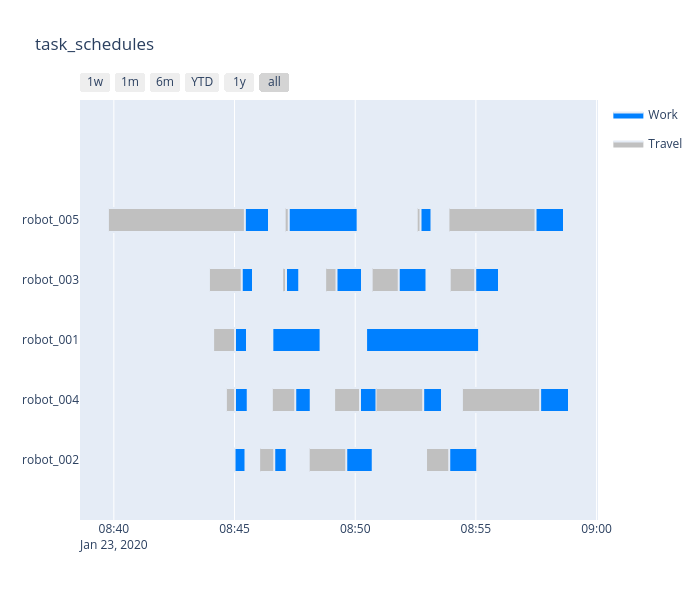 task_schedules
1w 1m 6m YTD 1y all
Work
Travel
robot_005
robot_003
robot_001
robot_004
robot_002
08:40 08:45 08:50 08:55 09:00
Jan 23, 2020